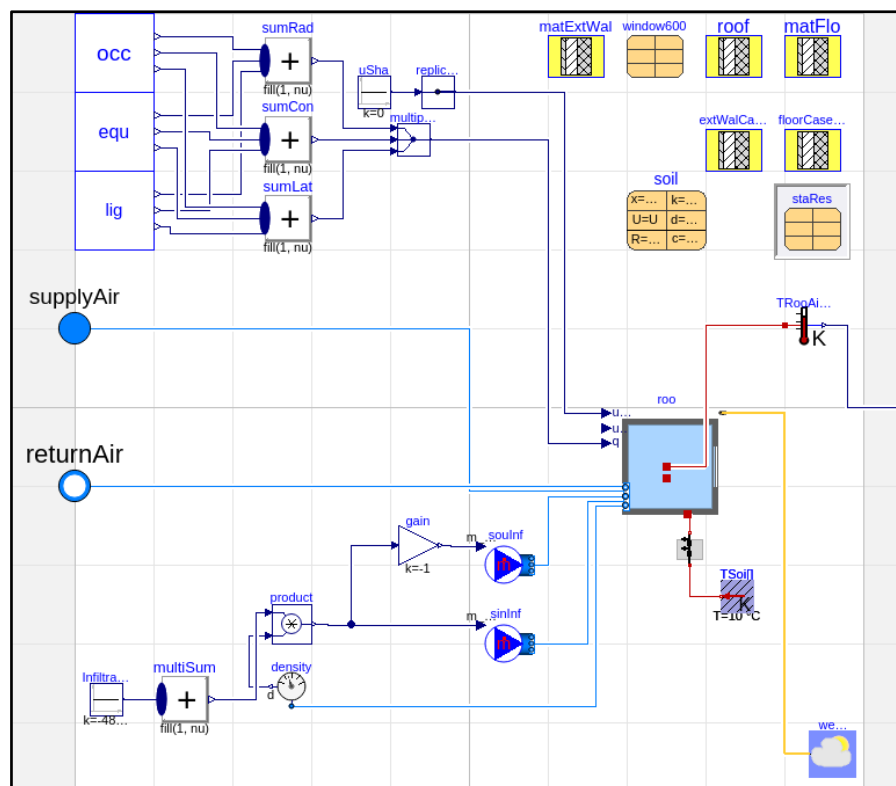 occ
equ
lig
sumRad
+
fill(1, nu)
sumCon
+
fill(1, nu)
sumLat
+
fill(1, nu)
uSha
k=0
replic...
multip...
matExtWal
window600
roof
matFlo
extWalCa...
floorCase...
soil
x=... k=...
U=U d=...
R=... c=...
staRes
supplyAir
TRooAi...
K
returnAir
roo
u...
u...
q
gain
k=-1
m_...
souInf
ṁ
TSoil[]
K
T=10 °C
product
m_...
sinInf
ṁ
Infiltra...
k=-48...
multiSum
+
fill(1, nu)
density
d
we...